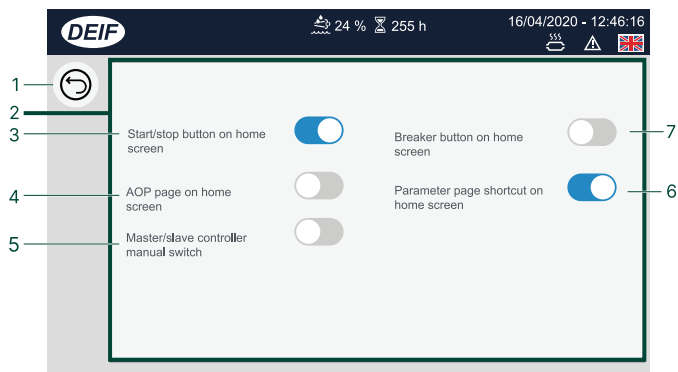 DEIF
24 % 255 h
16/04/2020 - 12:46:16
1
2
3
Start/stop button on home
screen
Breaker button on home
screen
7
4
AOP page on home
screen
Parameter page shortcut on
home screen
6
5
Master/slave controller
manual switch